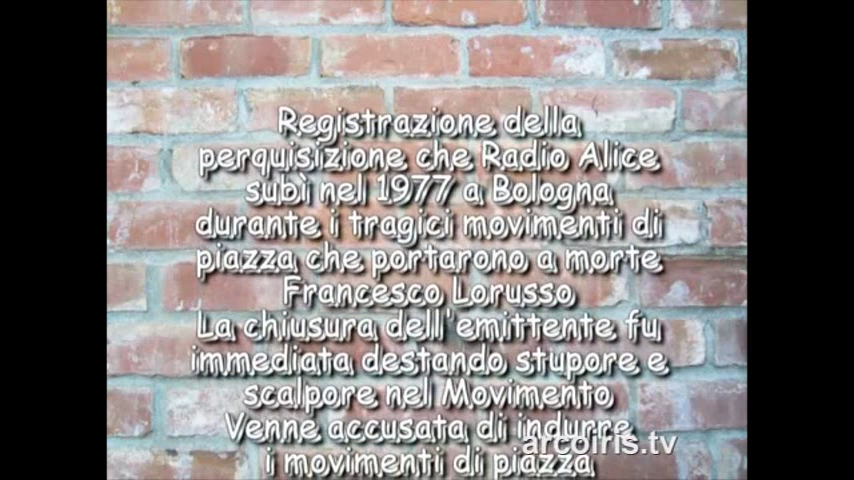 Registrazione della
perquisizione che Radio Alice
subì nel 1977 a Bologna
durante i tragici movimenti di
piazza che portarono a morte
Francesco Lorusso
La chiusura dell'emittente fu
immediata destando stupore e
scalpore nel Movimento
Venne accusata di indurre
i movimenti di piazza
arcoiris.tv